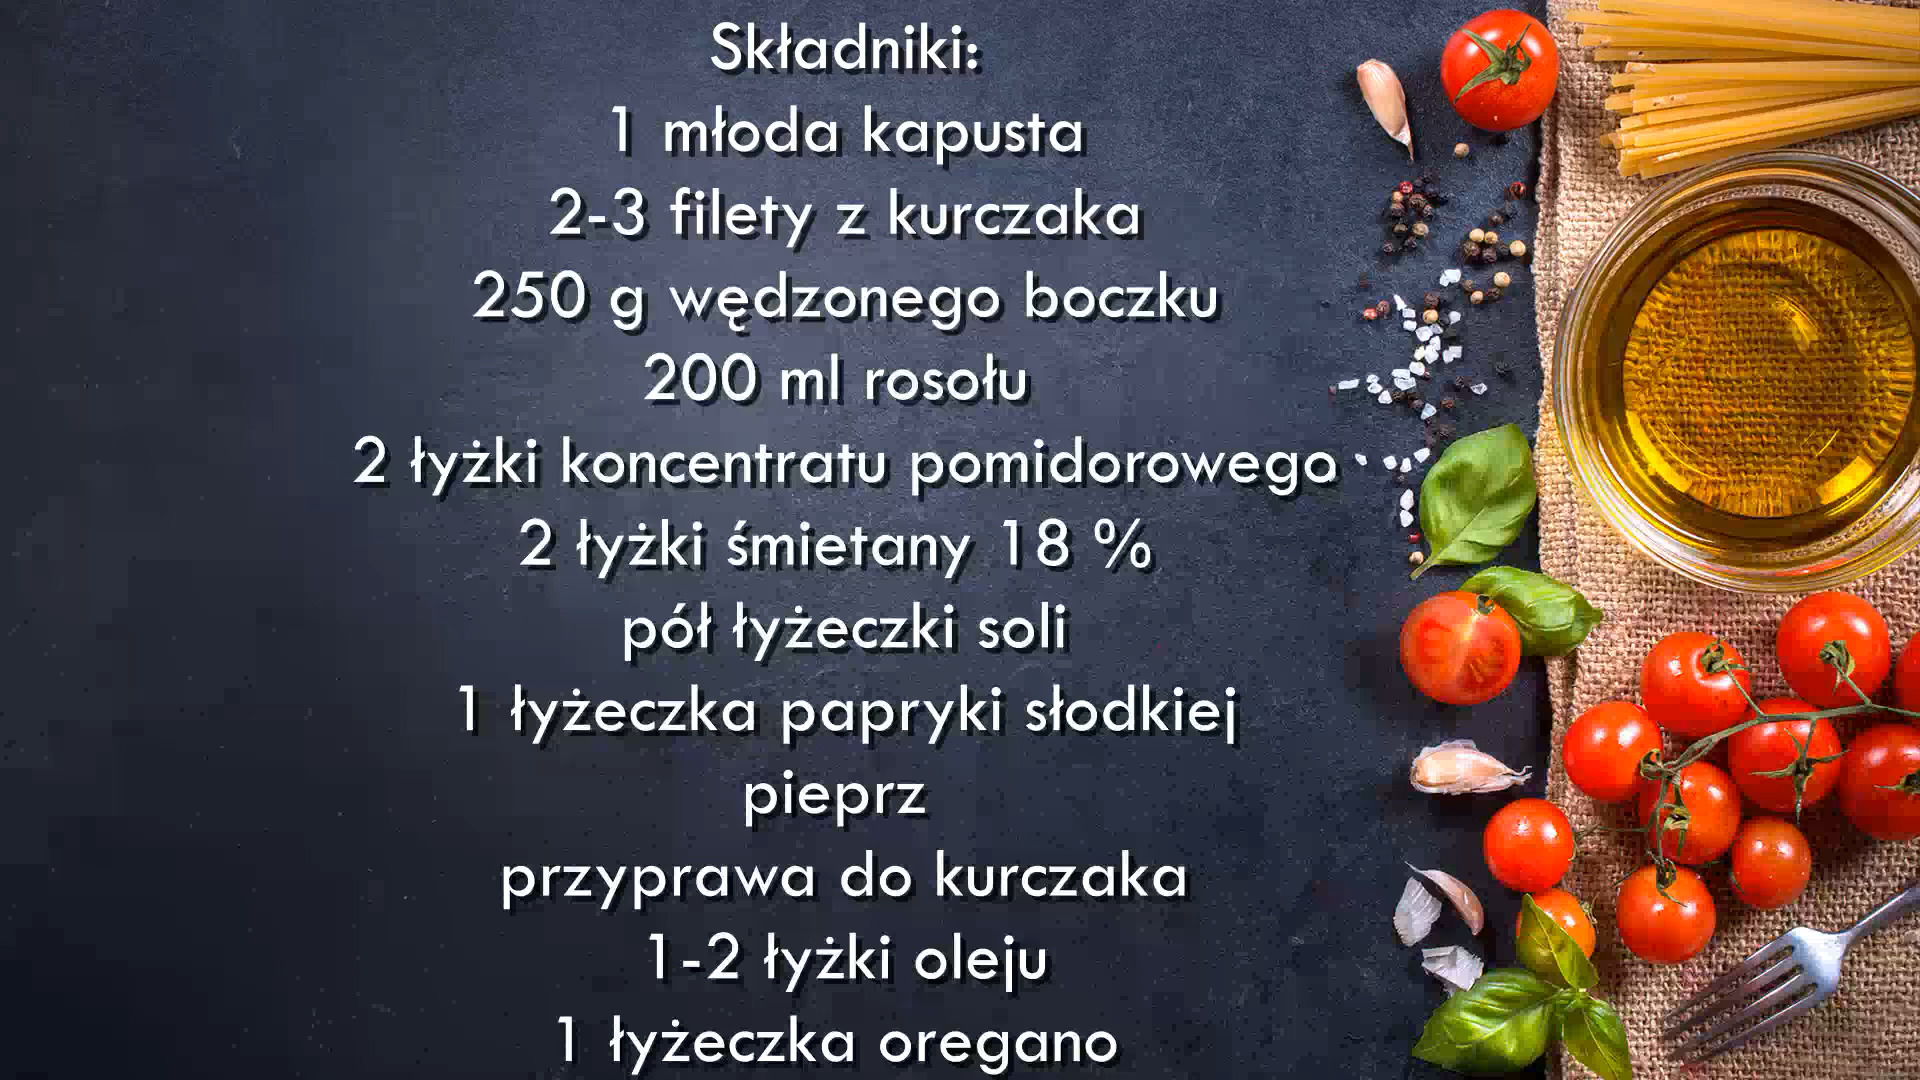 Składniki:
1 młoda kapusta
2-3 filety z kurczaka
250 g wędzonego boczku
200 ml rosołu
2 łyżki koncentratu pomidorowego
2 łyżki śmietany 18 %
pół łyżeczki soli
1 łyżeczka papryki słodkiej
pieprz
przyprawa do kurczaka
1-2 łyżki oleju
1 łyżeczka oregano